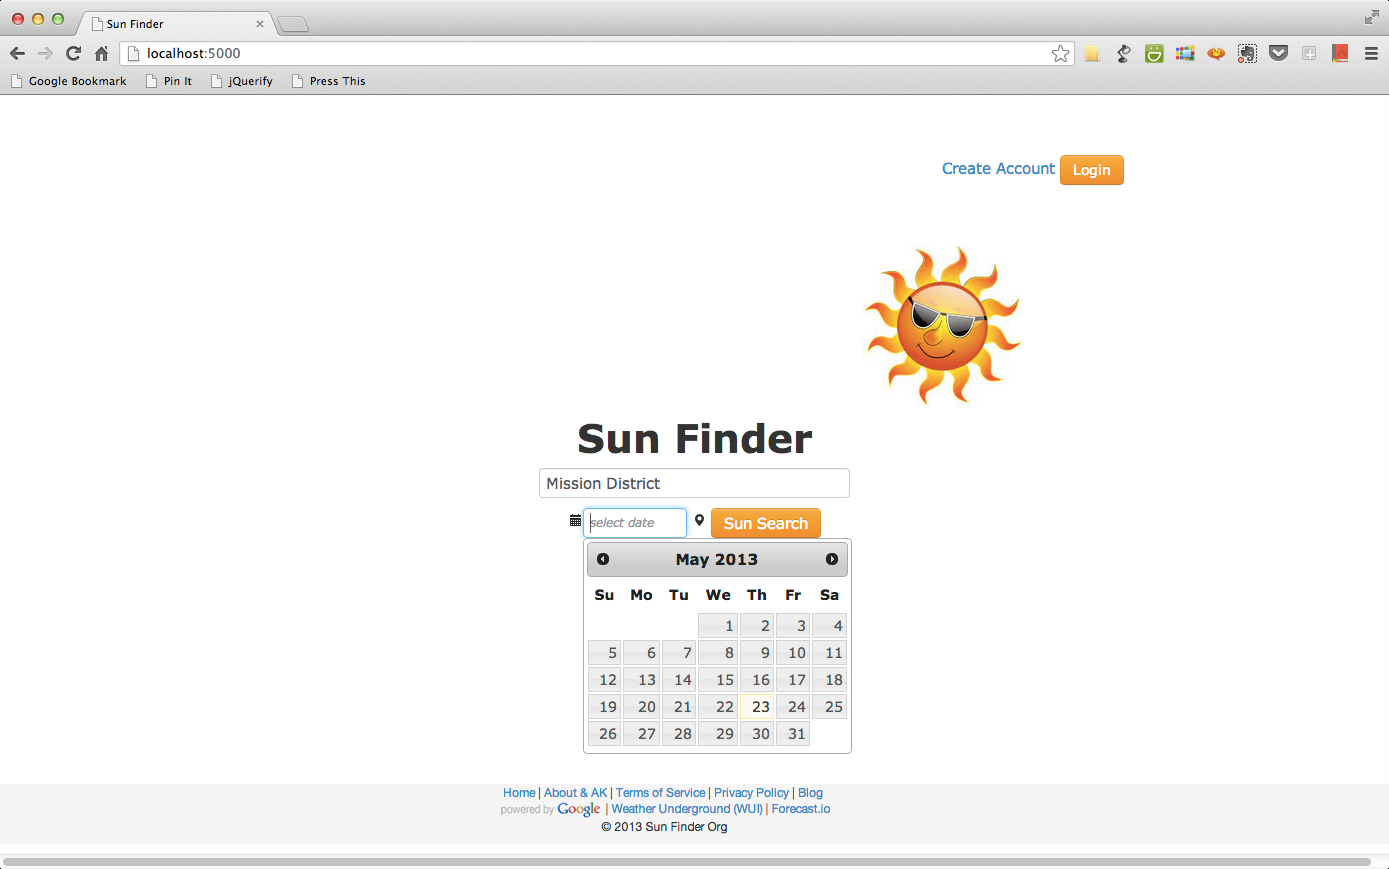 Sun Finder
localhost:5000
Google Bookmark Pin It jQuerify Press This
Create Account Login
Sun Finder
Mission District
select date Sun Search
May 2013
Su Mo Tu We Th Fr Sa
1 2 3 4
5 6 7 8 9 10 11
12 13 14 15 16 17 18
19 20 21 22 23 24 25
26 27 28 29 30 31
Home | About & AK | Terms of Service | Privacy Policy | Blog
powered by Google | Weather Underground (WUI) | Forecast.io
© 2013 Sun Finder Org